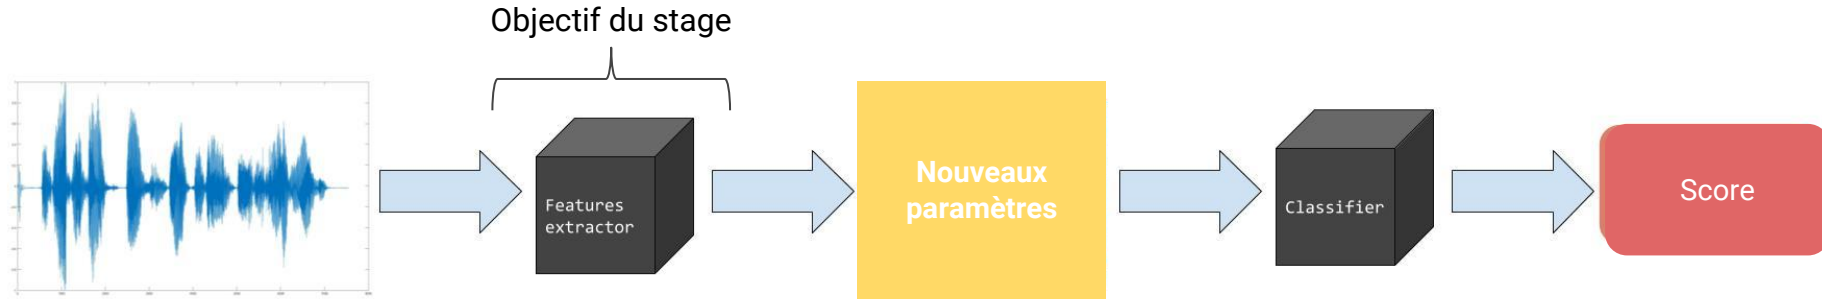 Objectif du stage
Features
extractor
Nouveaux
paramètres
Classifier
Score